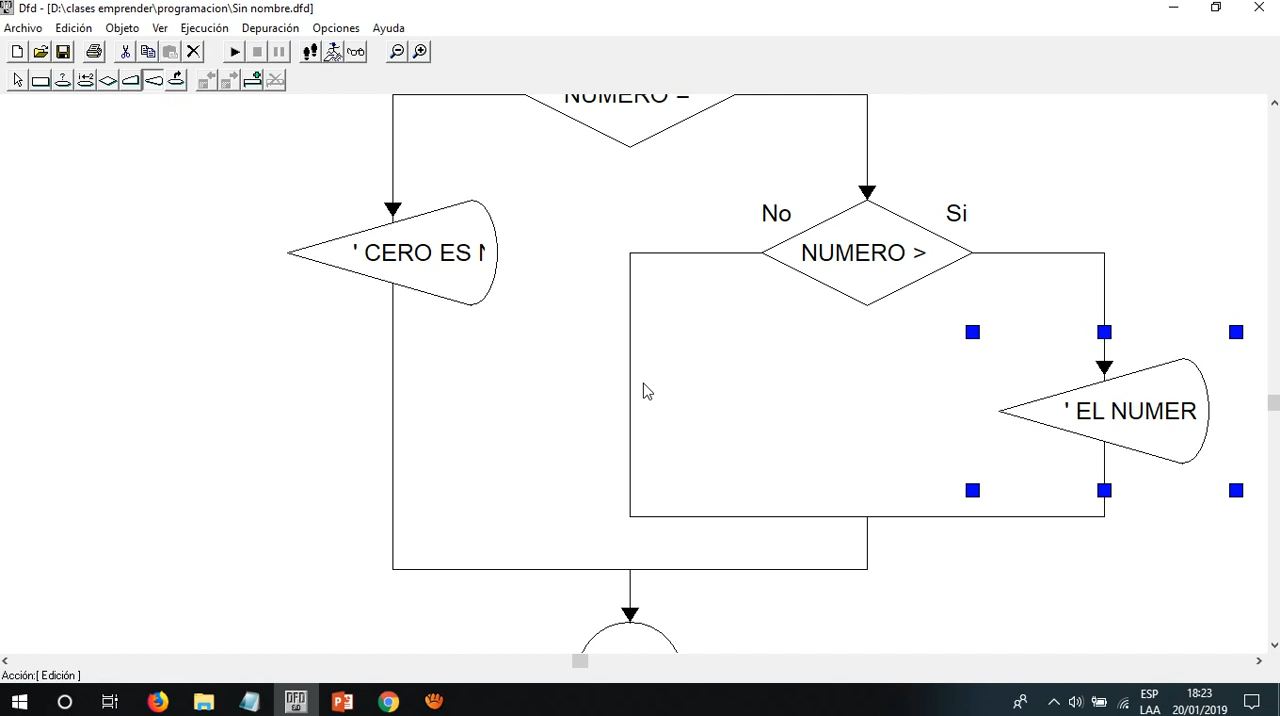 Dfd - [D:\clases emprender\programacion\Sin nombre.dfd]
Archivo Edición Objeto Ver Ejecución Depuración Opciones Ayuda
NUMERO =
No Si
' CERO ES N
NUMERO >
' EL NUMER
Acción:[ Edición ]
ESP 18:23
LAA 20/01/2019